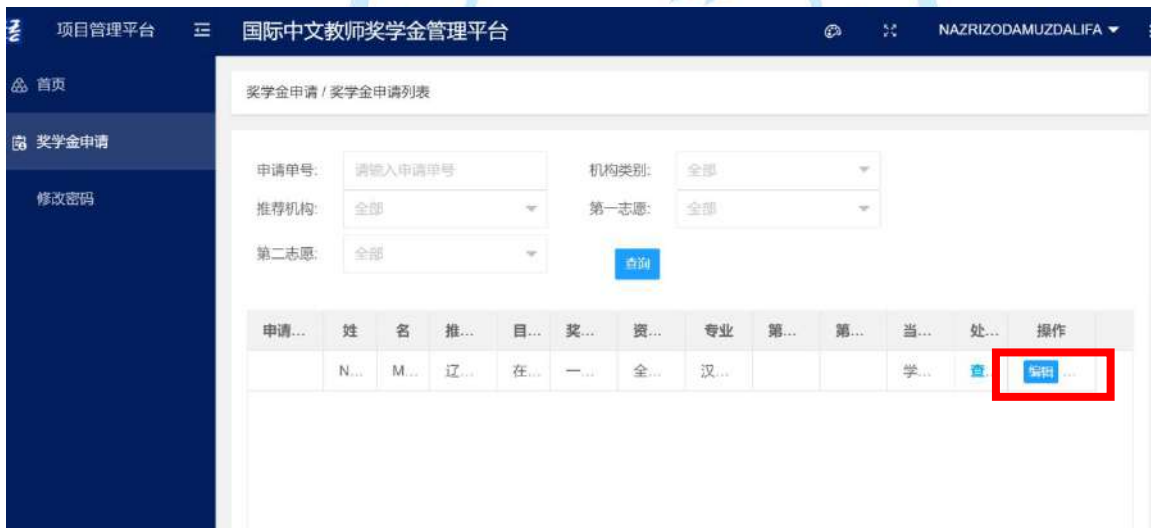 项目管理平台 国际中文教师奖学金管理平台 NAZRIZODAMUZDALIFA
首页
奖学金申请
修改密码
奖学金申请 / 奖学金申请列表
申请单号: 请输入申请单号 机构类别: 全部
推荐机构: 全部 第一志愿: 全部
第二志愿: 全部 查询
申请... 姓 名 推... 目... 奖... 资... 专业 第... 第... 当... 处... 操作
N... M... 辽... 在... 一... 全... 汉... 学... 查. 编辑 ...